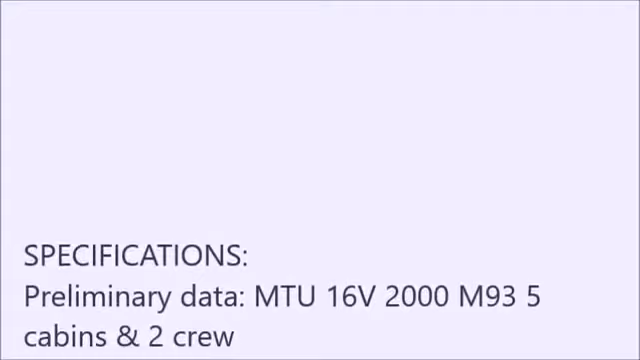 SPECIFICATIONS:
Preliminary data: MTU 16V 2000 M93 5
cabins & 2 crew